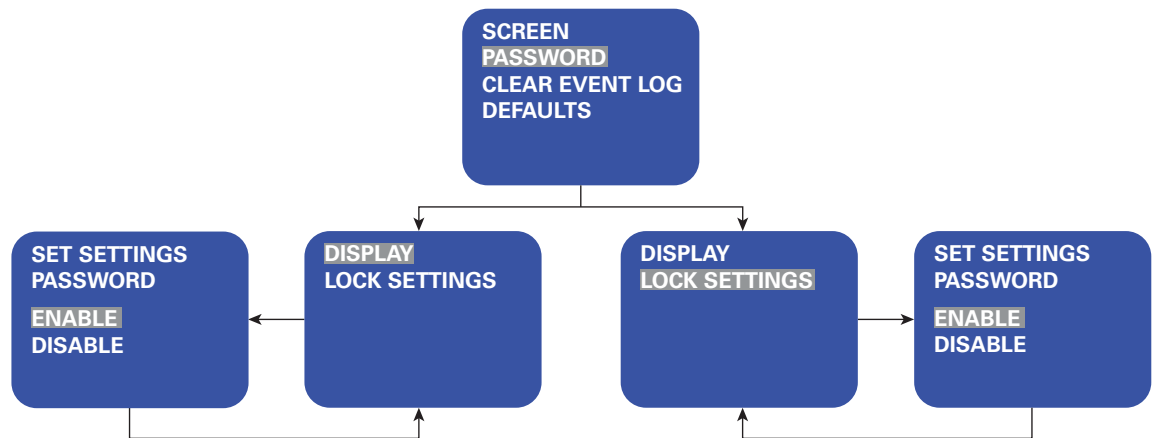 SCREEN
PASSWORD
CLEAR EVENT LOG
DEFAULTS
SET SETTINGS
PASSWORD
ENABLE
DISABLE
DISPLAY
LOCK SETTINGS
DISPLAY
LOCK SETTINGS
SET SETTINGS
PASSWORD
ENABLE
DISABLE